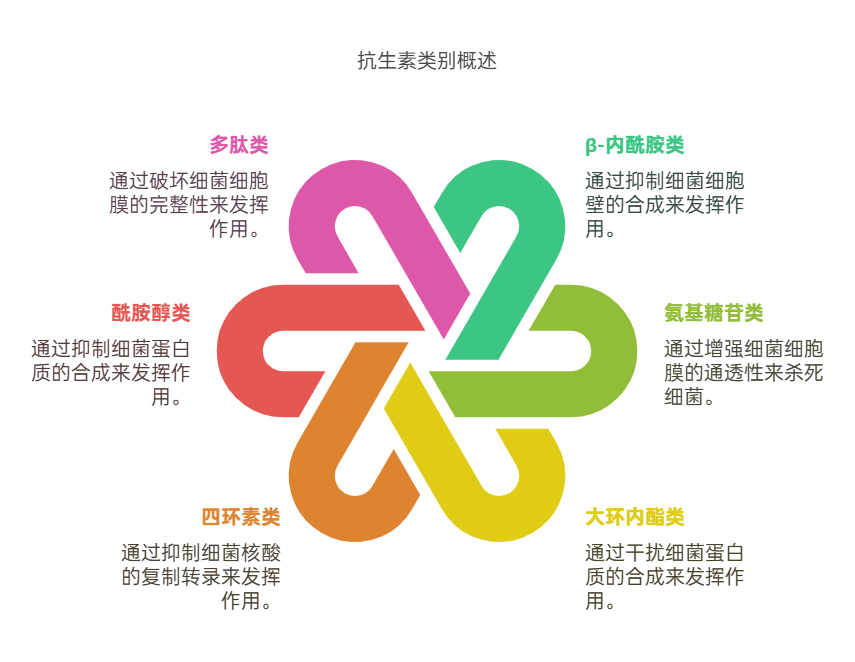 抗生素类别概述
多肽类
通过破坏细菌细胞
膜的完整性来发挥
作用。
β-内酰胺类
通过抑制细菌细胞
壁的合成来发挥作
用。
酰胺醇类
通过抑制细菌蛋白
质的合成来发挥作
用。
氨基糖苷类
通过增强细菌细胞
膜的通透性来杀死
细菌。
四环素类
通过抑制细菌核酸
的复制转录来发挥
作用。
大环内酯类
通过干扰细菌蛋白
质的合成来发挥作
用。